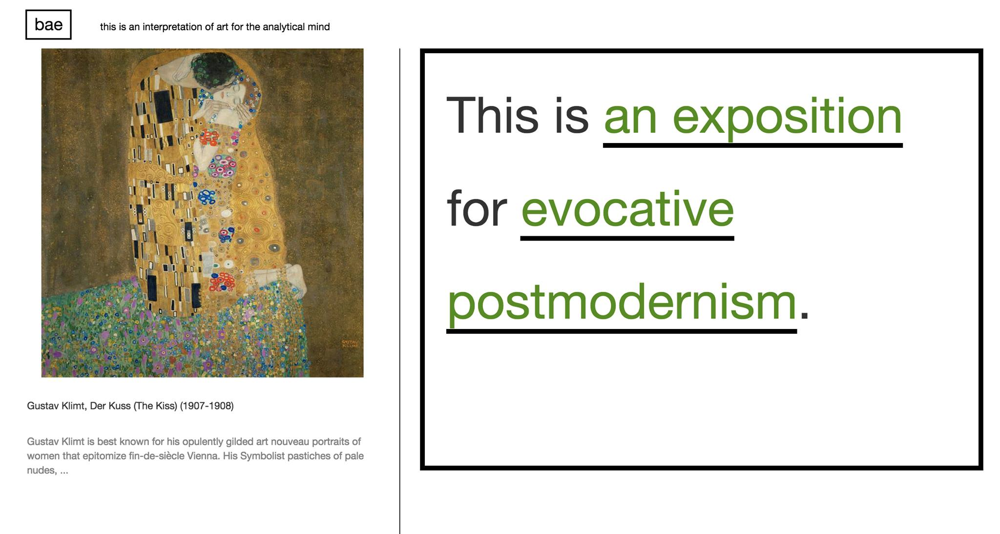 bae
this is an interpretation of art for the analytical mind
GUSTAV
KLIMT
Gustav Klimt, Der Kuss (The Kiss) (1907-1908)
Gustav Klimt is best known for his opulently gilded art nouveau portraits of
women that epitomize fin-de-siècle Vienna. His Symbolist pastiches of pale
nudes, ...
This is an exposition
for evocative
postmodernism.